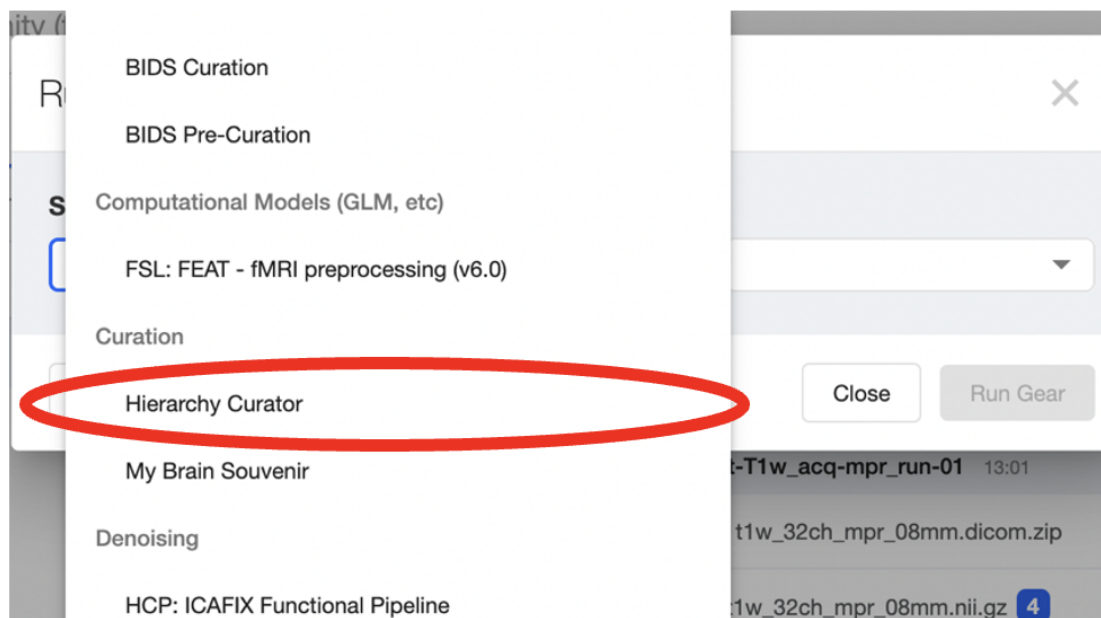 BIDS Curation
BIDS Pre-Curation
Computational Models (GLM, etc)
FSL: FEAT - fMRI preprocessing (v6.0)
Curation
Hierarchy Curator
Close
Run Gear
My Brain Souvenir
t-T1w_acq-mpr_run-01 13:01
Denoising
t1w_32ch_mpr_08mm.dicom.zip
HCP: ICAFIX Functional Pipeline
t1w_32ch_mpr_08mm.nii.gz 4